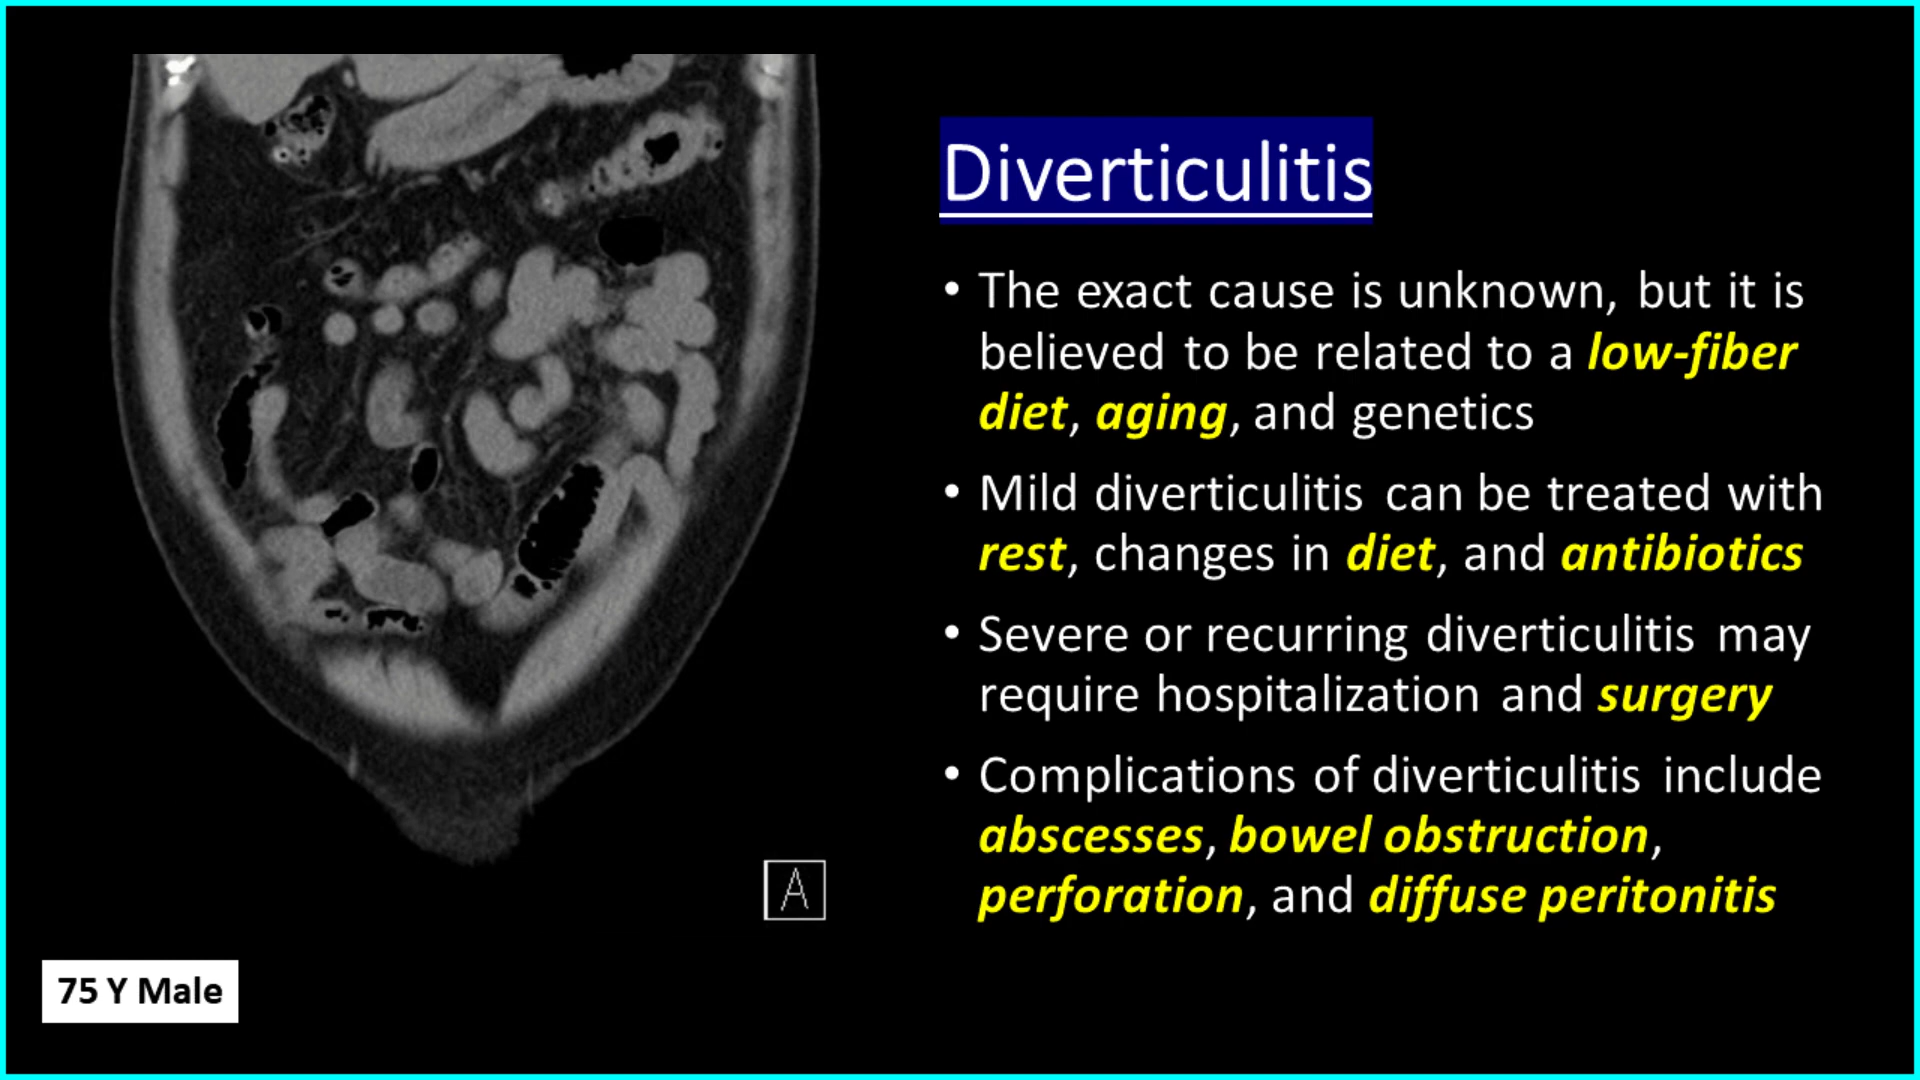 Diverticulitis
• The exact cause is unknown, but it is
believed to be related to a low-fiber
diet, aging, and genetics
• Mild diverticulitis can be treated with
rest, changes in diet, and antibiotics
• Severe or recurring diverticulitis may
require hospitalization and surgery
• Complications of diverticulitis include
abscesses, bowel obstruction,
perforation, and diffuse peritonitis
A
75 Y Male